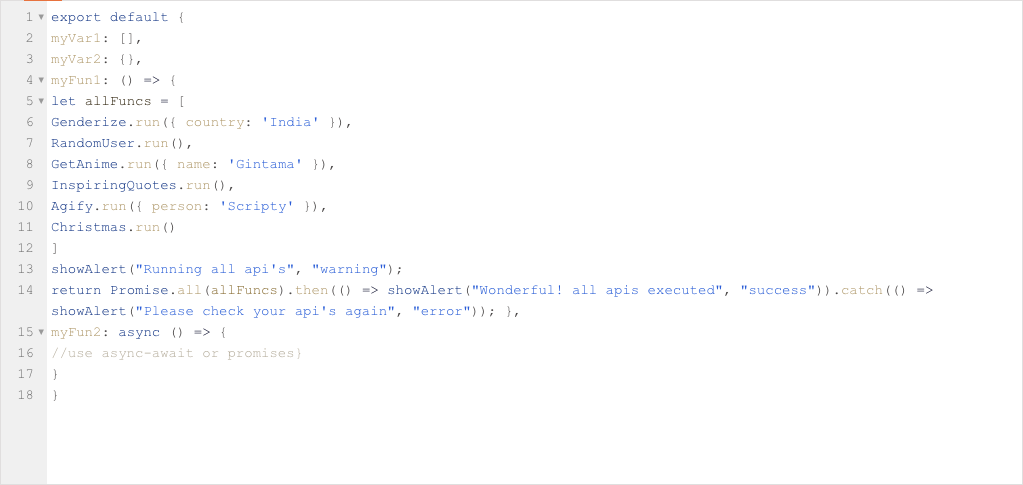 1 export default {
2 myVar1: [],
3 myVar2: {},
4 myFun1: () => {
5 let allFuncs = [
6 Genderize.run({ country: 'India' }),
7 RandomUser.run(),
8 GetAnime.run({ name: 'Gintama' }),
9 InspiringQuotes.run(),
10 Agify.run({ person: 'Scripty' }),
11 Christmas.run()
12 ]
13 showAlert("Running all api's", "warning");
14 return Promise.all(allFuncs).then(() => showAlert("Wonderful! all apis executed", "success")).catch(() =>
showAlert("Please check your api's again", "error")); },
15 myFun2: async () => {
16 //use async-await or promises}
17 }
18 }